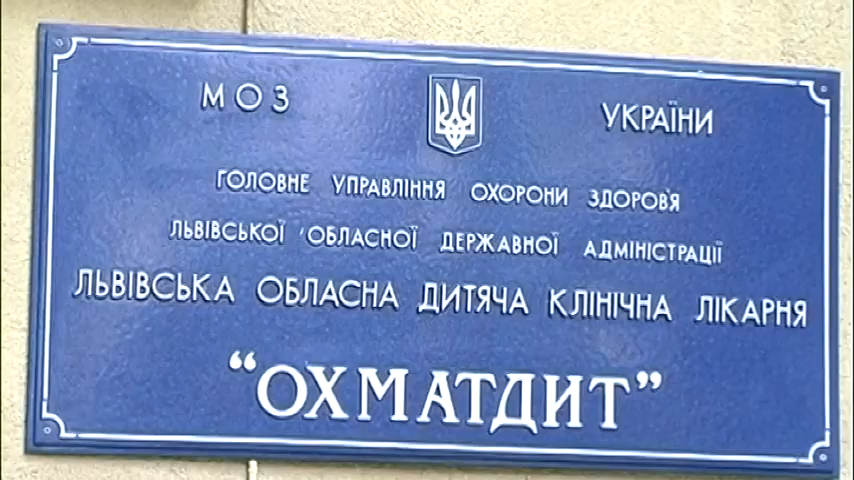 МОЗ УКРАЇНИ
ГОЛОВНЕ УПРАВЛІННЯ ОХОРОНИ ЗДОРОВ'Я
ЛЬВІВСЬКОЇ ОБЛАСНОЇ ДЕРЖАВНОЇ АДМІНІСТРАЦІЇ
ЛЬВІВСЬКА ОБЛАСНА ДИТЯЧА КЛІНІЧНА ЛІКАРНЯ
“ОХМАТДИТ”